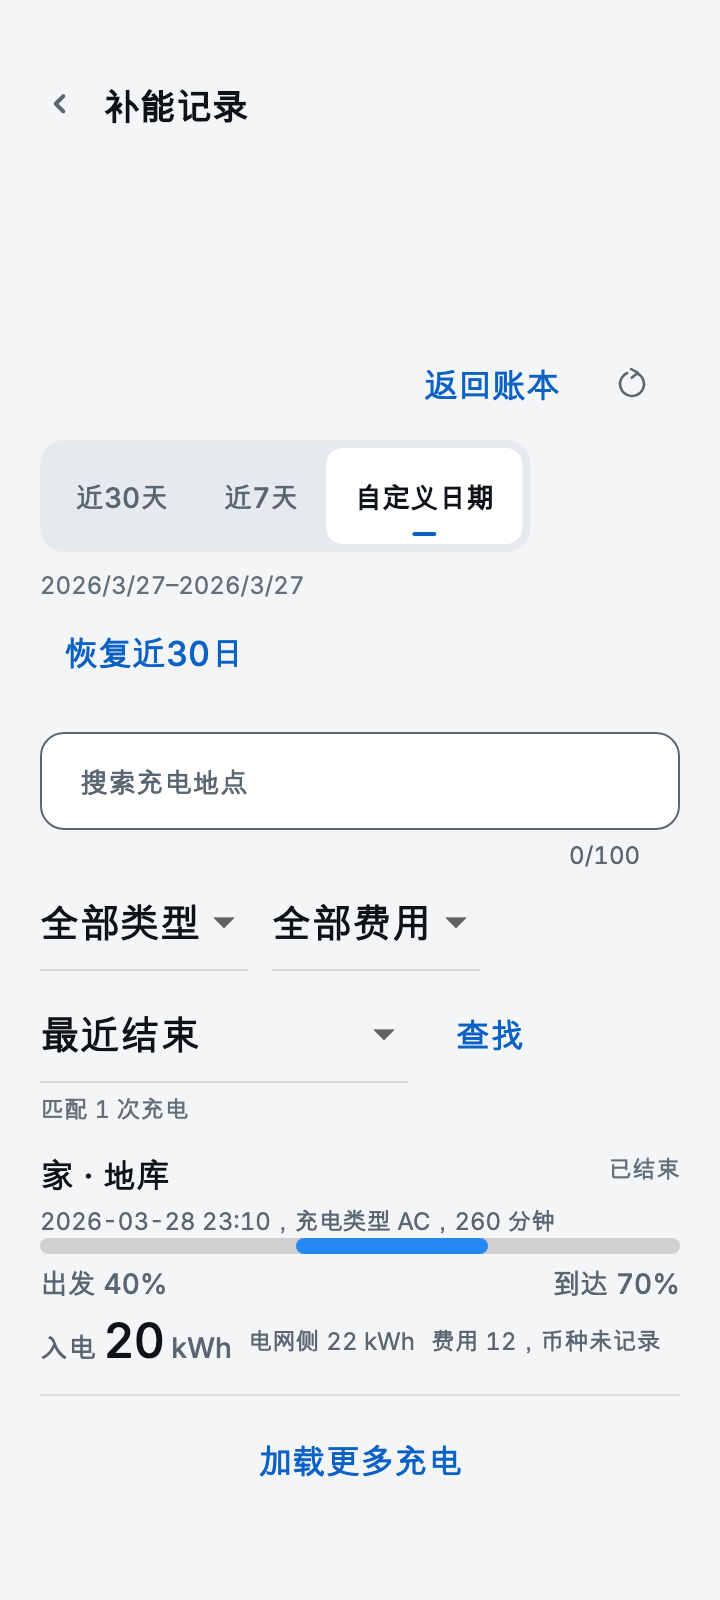 补能记录
返回账本
近30天 近7天 自定义日期
2026/3/27–2026/3/27
恢复近30日
搜索充电地点
0/100
全部类型 全部费用
最近结束 查找
匹配 1 次充电
家 · 地库 已结束
2026-03-28 23:10，充电类型 AC，260 分钟
出发 40% 到达 70%
入电 20 kWh 电网侧 22 kWh 费用 12，币种未记录
加载更多充电